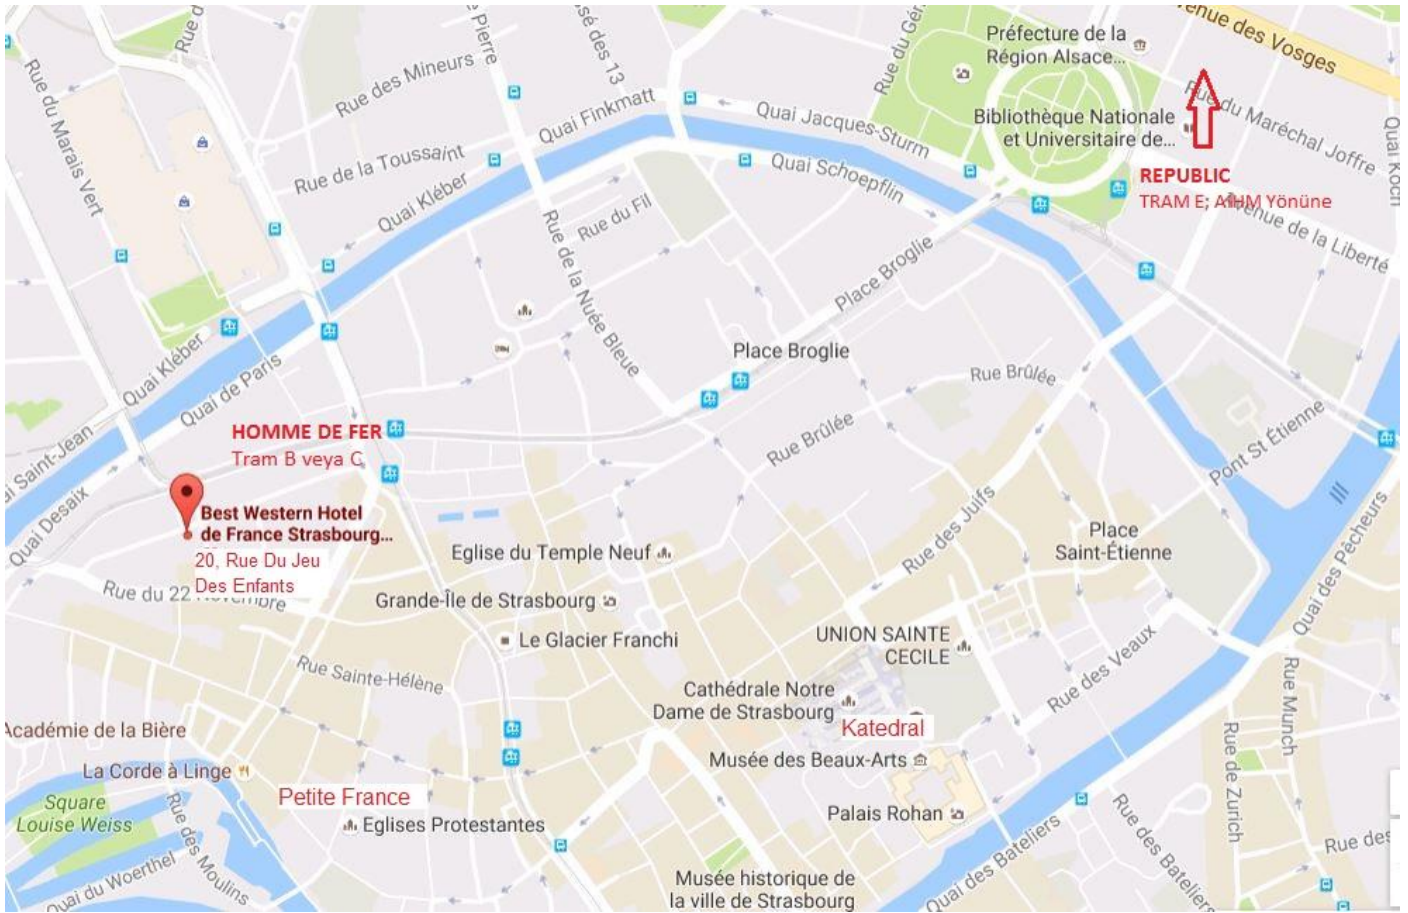 Rue des Mineurs
Rue du Marais Vert
Rue de la Toussaint
Quai Finkmatt
Quai Kléber
Quai Jacques-Sturm
Quai Schoepflin
Rue du Fil
Rue de la Nuée Bleue
Préfecture de la
Région Alsace...
Bibliothèque Nationale
et Universitaire de...
enue des Vosges
Rue du Maréchal Joffre
Quai Koch
REPUBLIC
TRAM E; AİHM Yönüne
Avenue de la Liberté
Place Broglie
Place Broglie
Rue Brûlée
Rue Brûlée
Quai Kléber
Quai de Paris
HOMME DE FER
Tram B veya C
Saint-Jean
Quai Desaix
Best Western Hotel
de France Strasbourg...
20, Rue Du Jeu
Des Enfants
Rue du 22 Novembre
Eglise du Temple Neuf
Grande-Île de Strasbourg
Le Glacier Franchi
Rue Sainte-Hélène
Rue des Juifs
Pont St Étienne
Place
Saint-Étienne
Quai des Pêcheurs
UNION SAINTE
CECILE
Rue des Veaux
Cathédrale Notre
Dame de Strasbourg
Katedral
Musée des Beaux-Arts
Palais Rohan
Rue Munch
Rue de Zurich
Académie de la Bière
La Corde à Linge
Petite France
Square
Louise Weiss
Eglises Protestantes
Rue des Moulins
Quai du Woerthel
Musée historique de
la ville de Strasbourg
Quai des Bateliers
Rue des Bateliers
Rue des